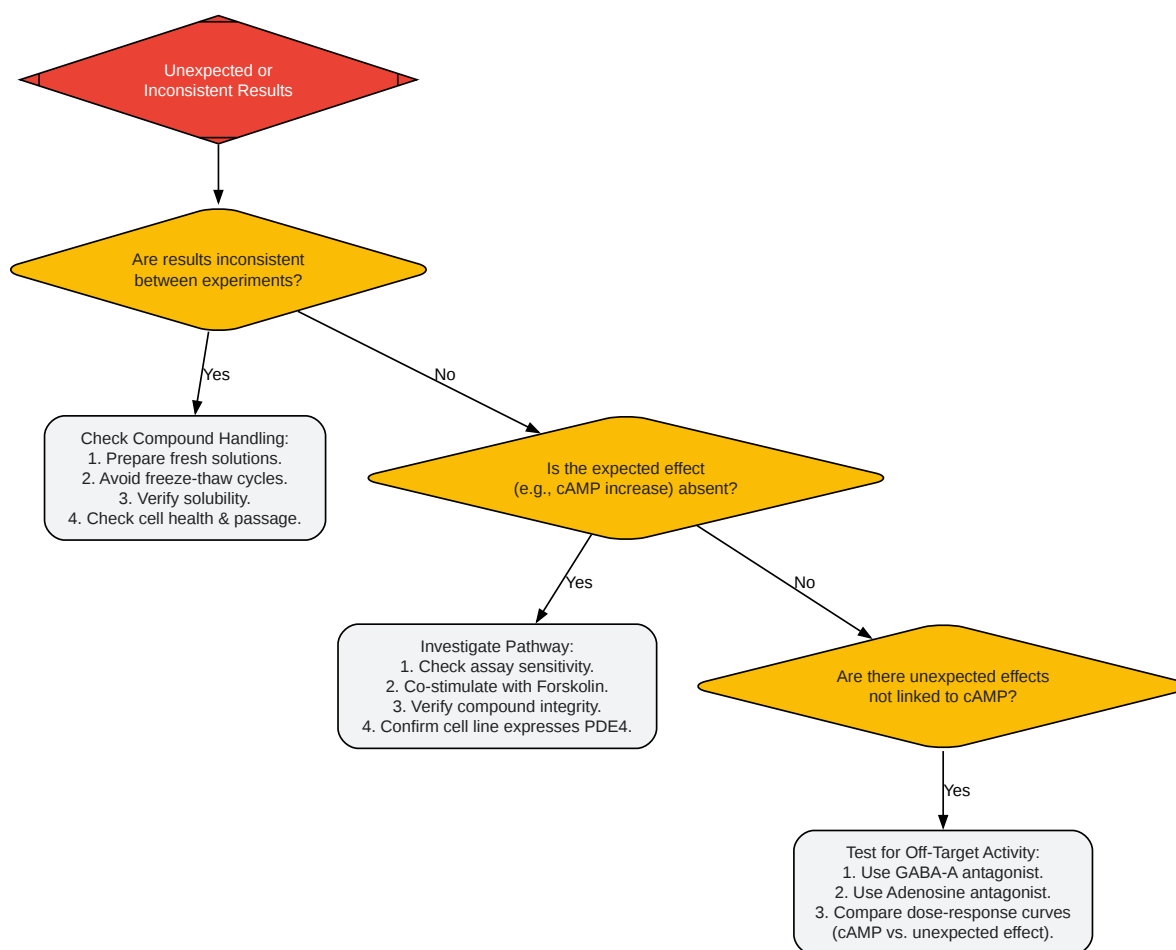 Unexpected or
Inconsistent Results
Are results inconsistent
between experiments?
Yes
No
Check Compound Handling:
1. Prepare fresh solutions.
2. Avoid freeze-thaw cycles.
3. Verify solubility.
4. Check cell health & passage.
Is the expected effect
(e.g., cAMP increase) absent?
Yes
No
Investigate Pathway:
1. Check assay sensitivity.
2. Co-stimulate with Forskolin.
3. Verify compound integrity.
4. Confirm cell line expresses PDE4.
Are there unexpected effects
not linked to cAMP?
Yes
Test for Off-Target Activity:
1. Use GABA-A antagonist.
2. Use Adenosine antagonist.
3. Compare dose-response curves
(cAMP vs. unexpected effect).